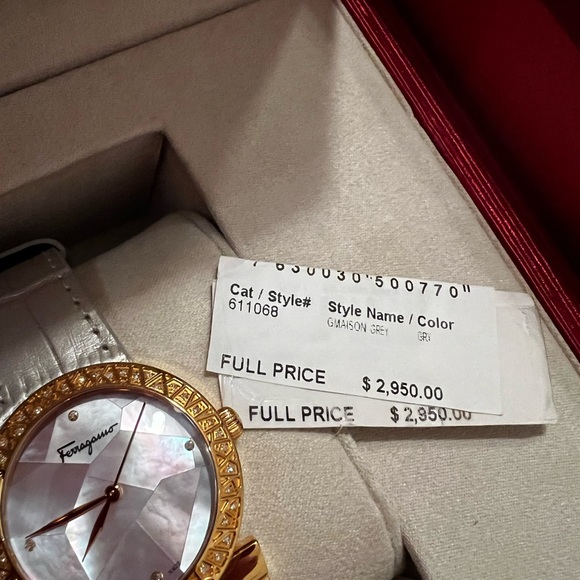 7 630030"500770"
Cat / Style# Style Name / Color
611068 GMAISON GREY GRY
FULL PRICE $ 2,950.00
FULL PRICE $ 2,950.00
Ferragamo